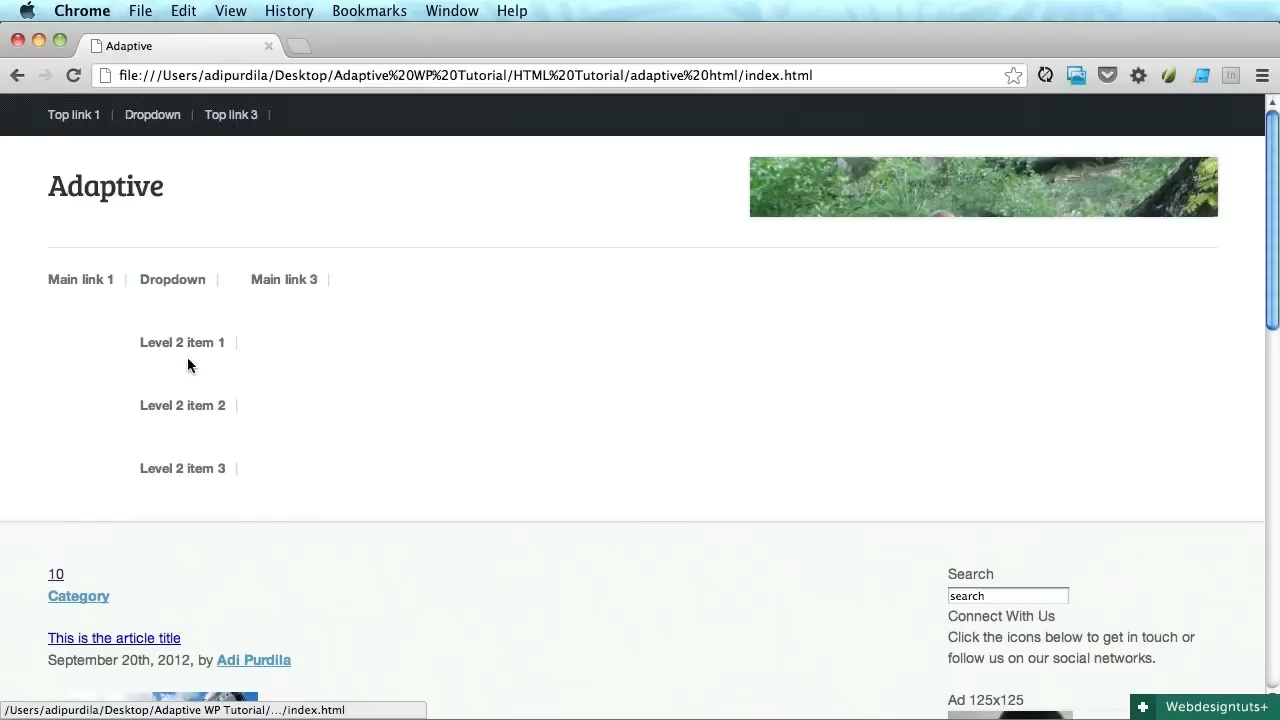 Chrome File Edit View History Bookmarks Window Help
Adaptive
file:///Users/adipurdila/Desktop/Adaptive%20WP%20Tutorial/HTML%20Tutorial/adaptive%20html/index.html
Top link 1 | Dropdown | Top link 3 |
Adaptive
Main link 1 | Dropdown | Main link 3 |
Level 2 item 1 |
Level 2 item 2 |
Level 2 item 3 |
10
Category
This is the article title
September 20th, 2012, by Adi Purdila
Search
search
Connect With Us
Click the icons below to get in touch or
follow us on our social networks.
Ad 125x125
/Users/adipurdila/Desktop/Adaptive WP Tutorial/.../index.html
Webdesigntuts+